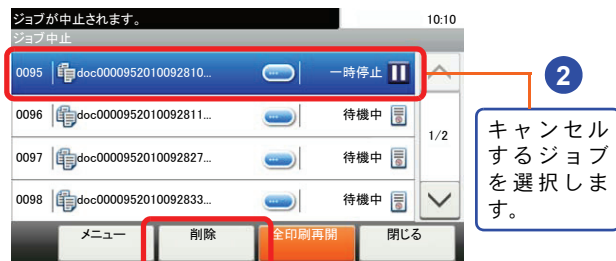 ジョブが中止されます。 10:10
ジョブ中止
0095 doc0000952010092810... 一時停止
0096 doc0000952010092811... 待機中
0097 doc0000952010092827... 待機中
0098 doc0000952010092833... 待機中
1/2
メニュー 削除 全印刷再開 閉じる
2
キャンセル
するジョブ
を選択しま
す。